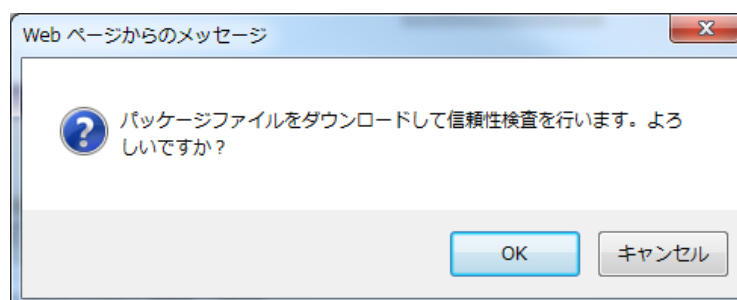 Web ページからのメッセージ
パッケージファイルをダウンロードして信頼性検査を行います。よろ
しいですか？
OK
キャンセル